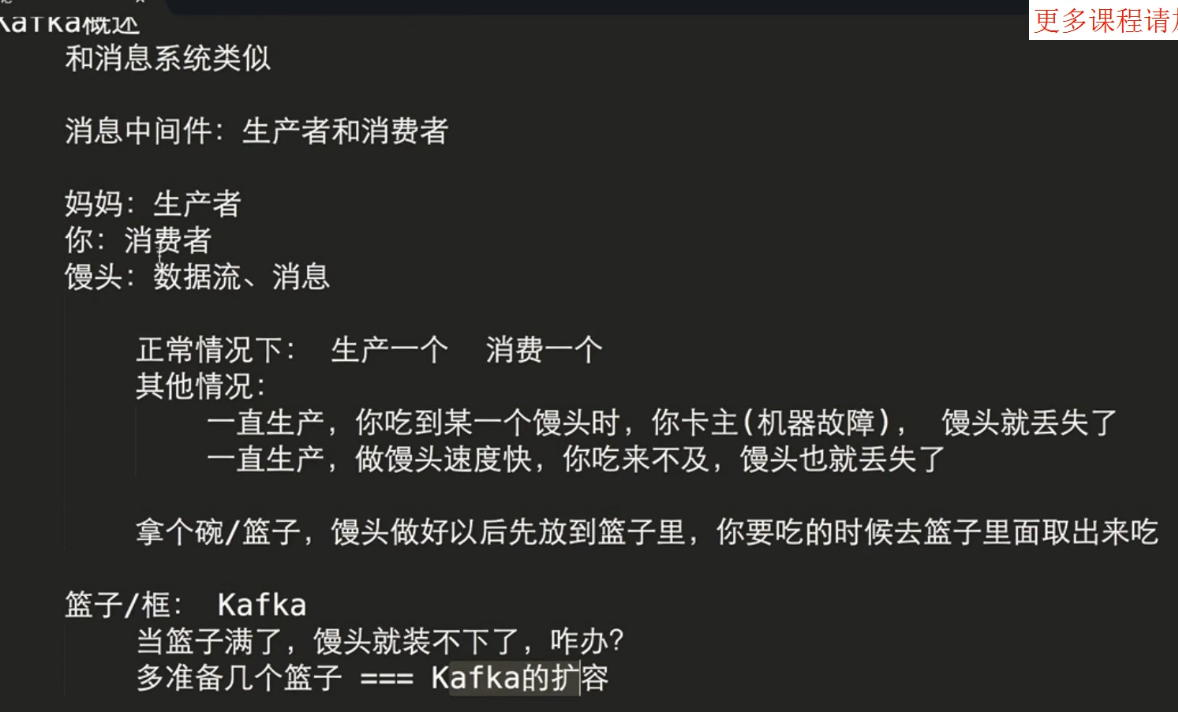 更多课程请加
Kafka概述
和消息系统类似
消息中间件：生产者和消费者
妈妈：生产者
你：消费者
馒头：数据流、消息
正常情况下： 生产一个 消费一个
其他情况：
一直生产，你吃到某一个馒头时，你卡主(机器故障)， 馒头就丢失了
一直生产，做馒头速度快，你吃来不及，馒头也就丢失了
拿个碗/篮子，馒头做好以后先放到篮子里，你要吃的时候去篮子里面取出来吃
篮子/框： Kafka
当篮子满了，馒头就装不下了，咋办？
多准备几个篮子 === Kafka的扩容